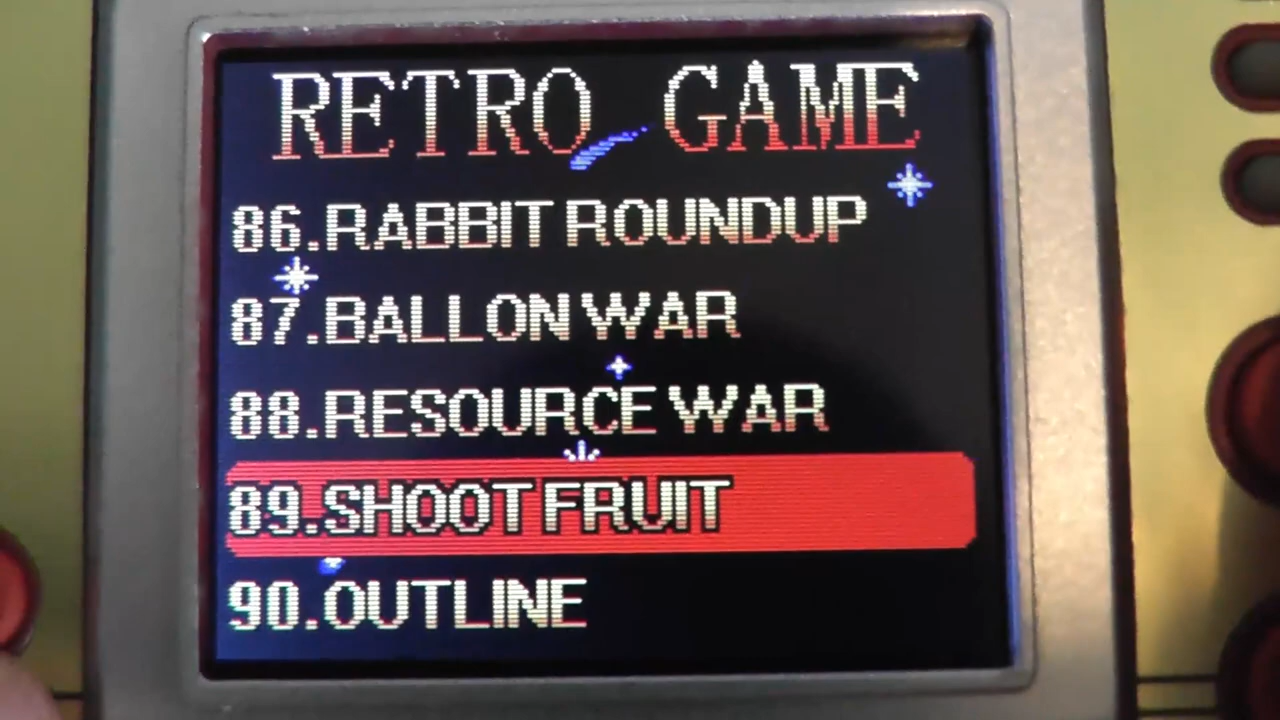 RETRO GAME
86.RABBIT ROUNDUP
87.BALLON WAR
88.RESOURCE WAR
89.SHOOT FRUIT
90.OUTLINE